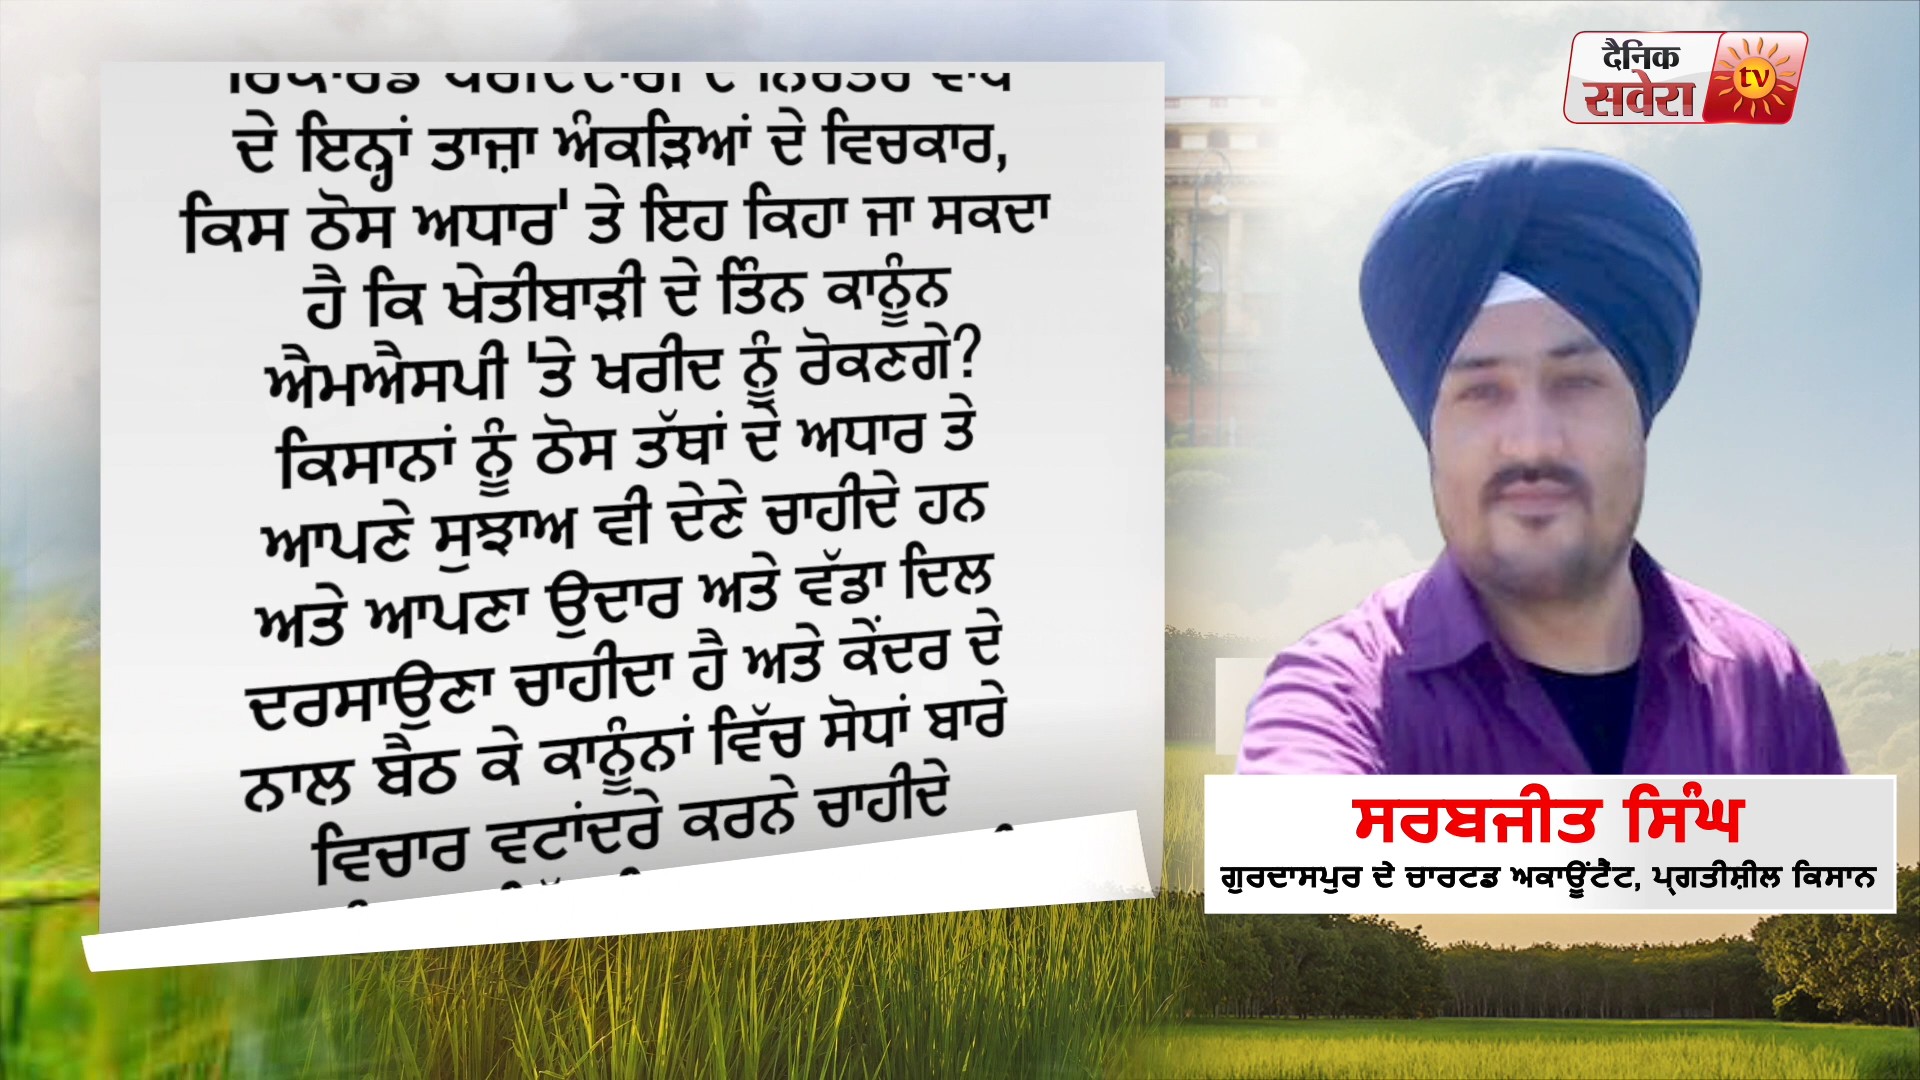 ਦੇ ਇਨ੍ਹਾਂ ਤਾਜ਼ਾ ਅੰਕੜਿਆਂ ਦੇ ਵਿਚਕਾਰ,
ਕਿਸ ਠੋਸ ਅਧਾਰ' ਤੇ ਇਹ ਕਿਹਾ ਜਾ ਸਕਦਾ
ਹੈ ਕਿ ਖੇਤੀਬਾੜੀ ਦੇ ਤਿੰਨ ਕਾਨੂੰਨ
ਐਮਐਸਪੀ 'ਤੇ ਖਰੀਦ ਨੂੰ ਰੋਕਣਗੇ?
ਕਿਸਾਨਾਂ ਨੂੰ ਠੋਸ ਤੱਥਾਂ ਦੇ ਅਧਾਰ ਤੇ
ਆਪਣੇ ਸੁਝਾਅ ਵੀ ਦੇਣੇ ਚਾਹੀਦੇ ਹਨ
ਅਤੇ ਆਪਣਾ ਉਦਾਰ ਅਤੇ ਵੱਡਾ ਦਿਲ
ਦਰਸਾਉਣਾ ਚਾਹੀਦਾ ਹੈ ਅਤੇ ਕੇਂਦਰ ਦੇ
ਨਾਲ ਬੈਠ ਕੇ ਕਾਨੂੰਨਾਂ ਵਿੱਚ ਸੋਧਾਂ ਬਾਰੇ
ਵਿਚਾਰ ਵਟਾਂਦਰੇ ਕਰਨੇ ਚਾਹੀਦੇ
दैनिक
सवेरा
tv
ਸਰਬਜੀਤ ਸਿੰਘ
ਗੁਰਦਾਸਪੁਰ ਦੇ ਚਾਰਟਡ ਅਕਾਊਂਟੈਂਟ, ਪ੍ਰਗਤੀਸ਼ੀਲ ਕਿਸਾਨ